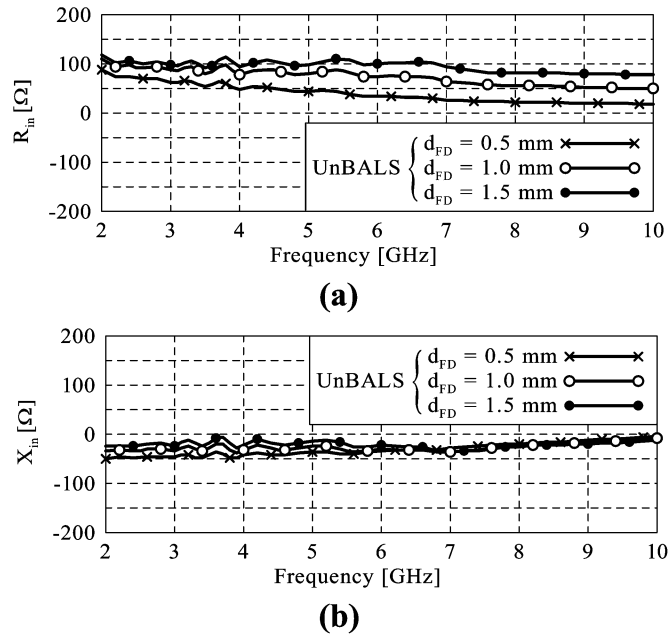 200
100
0
-100
-200
R_in [Ω]
UnBALS { d_FD = 0.5 mm
d_FD = 1.0 mm
d_FD = 1.5 mm
2 3 4 5 6 7 8 9 10
Frequency [GHz]
(a)
200
100
0
-100
-200
X_in [Ω]
UnBALS { d_FD = 0.5 mm
d_FD = 1.0 mm
d_FD = 1.5 mm
2 3 4 5 6 7 8 9 10
Frequency [GHz]
(b)